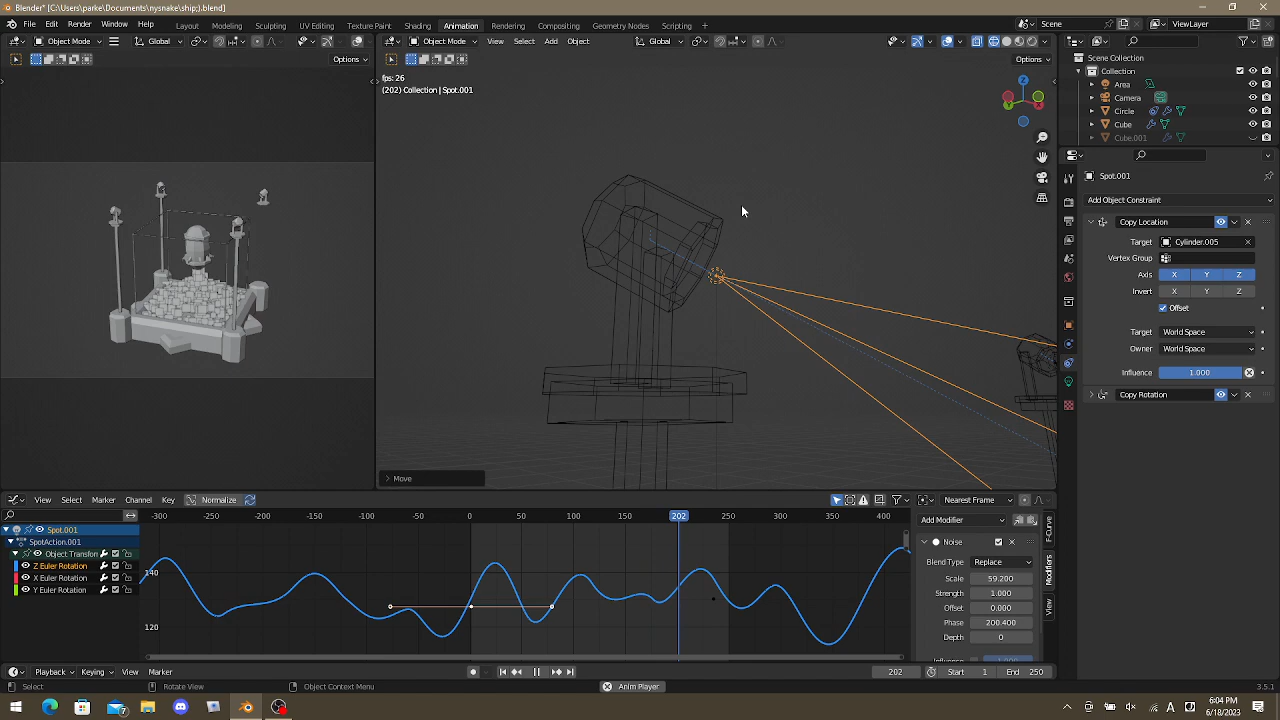 Blender* [C:\Users\parke\Documents\nysnake\ship;).blend]
File Edit Render Window Help Layout Modeling Sculpting UV Editing Texture Paint Shading Animation Rendering Compositing Geometry Nodes Scripting + Scene ViewLayer
Object Mode Global
Options
Object Mode View Select Add Object Global
Options
fps: 26
(202) Collection | Spot.001
Z
Move
Scene Collection
Collection
Area
Camera
Circle
Cube
Cube.001
Spot.001
Add Object Constraint
Copy Location
Target Cylinder.005
Vertex Group
Axis X Y Z
Invert X Y Z
Offset
Target World Space
Owner World Space
Influence 1.000
Copy Rotation
View Select Marker Channel Key Normalize Nearest Frame
-300 -250 -200 -150 -100 -50 0 50 100 150 202 250 300 350 400
Spot.001
SpotAction.001
Object Transfor
Z Euler Rotation
X Euler Rotation
Y Euler Rotation
140
120
Add Modifier
Noise
Blend Type Replace
Scale 59.200
Strength 1.000
Offset 0.000
Phase 200.400
Depth 0
F-Curve
Modifiers
View
Playback Keying View Marker 202 Start 1 End 250
Select Rotate View Object Context Menu Anim Player 3.5.1
6:04 PM
6/18/2023